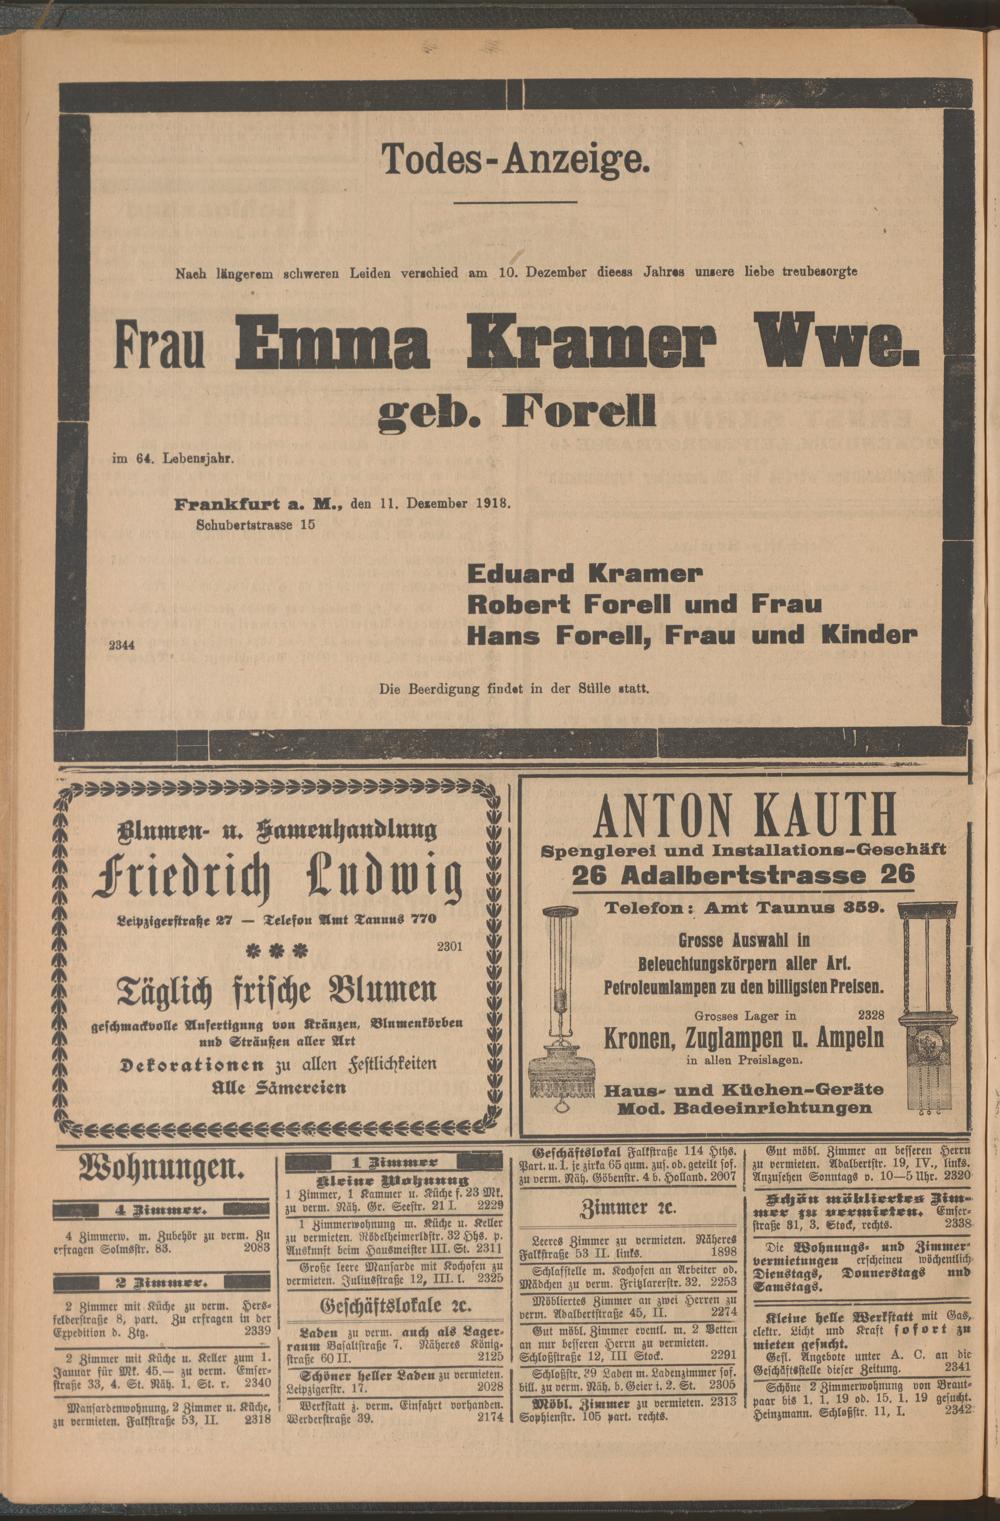 Todes-Anzeige.
Nach längerem schweren Leiden verschied am 10. Dezember dieess Jahres unsere liebe treubesorgte
Frau Emma Kramer Wwe.
geb. Forell
im 64. Lebensjahr.
Frankfurt a. M., den 11. Dezember 1918.
Schubertstrasse 15
Eduard Kramer
Robert Forell und Frau
Hans Forell, Frau und Kinder
2344
Die Beerdigung findet in der Stille statt.
Blumen- u. Samenhandlung
Friedrich Ludwig
Leipzigerstraße 27 — Telefon Amt Taunus 770
2301
Täglich frische Blumen
geschmackvolle Anfertigung von Kränzen, Blumenkörben
und Sträußen aller Art
Dekorationen zu allen Festlichkeiten
Alle Sämereien
ANTON KAUTH
Spenglerei und Installations-Geschäft
26 Adalbertstrasse 26
Telefon: Amt Taunus 359.
Grosse Auswahl in
Beleuchtungskörpern aller Art.
Petroleumlampen zu den billigsten Preisen.
Grosses Lager in 2328
Kronen, Zuglampen u. Ampeln
in allen Preislagen.
Haus- und Küchen-Geräte
Mod. Badeeinrichtungen
Wohnungen.
4 Zimmer.
4 Zimmerw. m. Zubehör zu verm. Zu
erfragen Solmsstr. 83. 2083
2 Zimmer.
2 Zimmer mit Küche zu verm. Hers-
felderstraße 8, part. Zu erfragen in der
Expedition d. Ztg. 2339
2 Zimmer mit Küche u. Keller zum 1.
Januar für Mk. 45.— zu verm. Emser-
straße 33, 4. St. Näh. 1. St. r. 2340
Mansardenwohnung, 2 Zimmer u. Küche,
zu vermieten. Falkstraße 53, II. 2318
1 Zimmer
Kleine Wohnung
1 Zimmer, 1 Kammer u. Küche f. 23 Mk.
zu verm. Näh. Gr. Seestr. 21 I. 2229
1 Zimmerwohnung m. Küche u. Keller
zu vermieten. Rödelheimerldstr. 32 Hhs. p.
Auskunft beim Hausmeister III. St. 2311
Große leere Mansarde mit Kochofen zu
vermieten. Juliusstraße 12, III. l. 2325
Geschäftslokale ꝛc.
Laden zu verm. auch als Lager-
raum Basaltstraße 7. Näheres König-
straße 60 II. 2125
Schöner heller Laden zu vermieten.
Leipzigerstr. 17. 2028
Werkstatt z. verm. Einfahrt vorhanden.
Werderstraße 39. 2174
Geschäftslokal Falkstraße 114 Hths.
Part. u. 1. je zirka 65 qum. zus. od. geteilt sof.
zu verm. Näh. Göbenstr. 4 b. Holland. 2007
Zimmer ꝛc.
Leeres Zimmer zu vermieten. Näheres
Falkstraße 53 II. links. 1898
Schlafstelle m. Kochofen an Arbeiter od.
Mädchen zu verm. Fritzlarerstr. 32. 2253
Möbliertes Zimmer an zwei Herren zu
verm. Adalbertstraße 45, II. 2274
Gut möbl. Zimmer eventl. m. 2 Betten
an nur besseren Herrn zu vermieten.
Schloßstraße 12, III Stock. 2291
Schloßstr. 39 Laden m. Ladenzimmer sof.
bill. zu verm. Näh. b. Geier i. 2. St. 2305
Möbl. Zimmer zu vermieten. 2313
Sophienstr. 105 part. rechts.
Gut möbl. Zimmer an besseren Herrn
zu vermieten. Adalbertstr. 19, IV., links.
Anzusehen Sonntags v. 10—5 Uhr. 2320
Schön möbliertes Zim-
mer zu vermieten. Emser-
straße 31, 3. Stock, rechts. 2338
Die Wohnungs- und Zimmer-
vermietungen erscheinen wöchentlich
Dienstags, Donnerstags und
Samstags.
Kleine helle Werkstatt mit Gas,
elektr. Licht und Kraft sofort zu
mieten gesucht.
Gefl. Angebote unter A. C. an die
Geschäftsstelle dieser Zeitung. 2341
Schöne 2 Zimmerwohnung von Braut-
paar bis 1. 1. 19 od. 15. 1. 19 gesucht.
Heinzmann. Schloßstr. 11, I. 2342